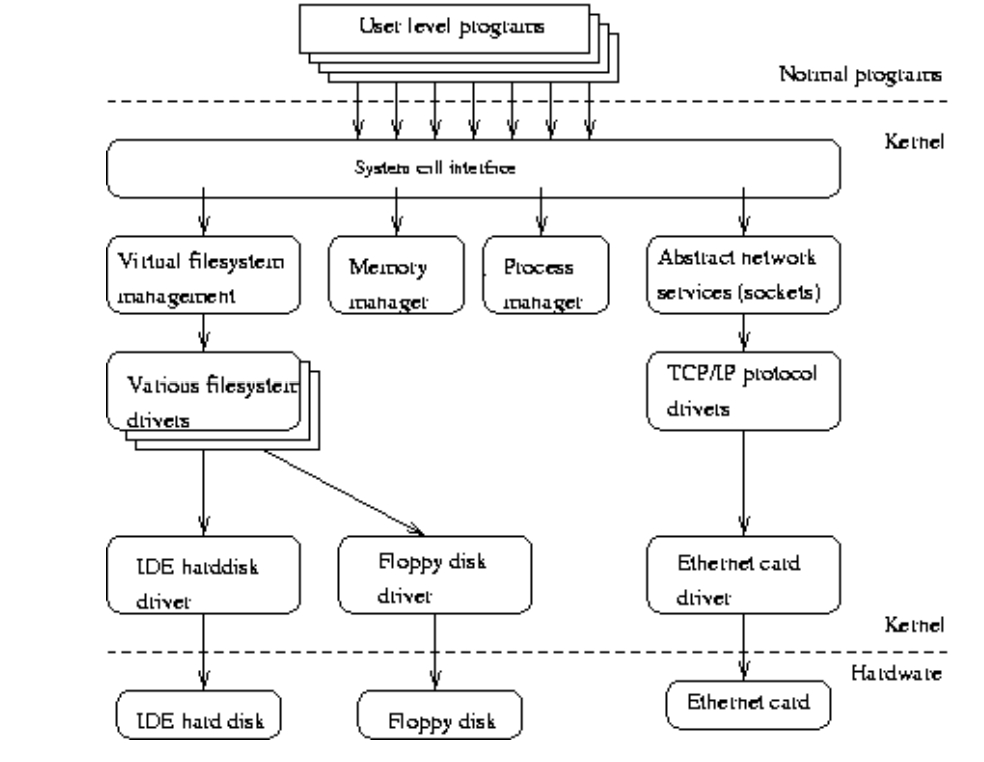 User level programs
Normal programs
Kernel
System call interface
Virtual filesystem
management
Memory
manager
Process
manager
Abstract network
services (sockets)
Various filesystem
drivers
TCP/IP protocol
drivers
IDE harddisk
driver
Floppy disk
driver
Ethernet card
driver
Kernel
Hardware
IDE hard disk
Floppy disk
Ethernet card